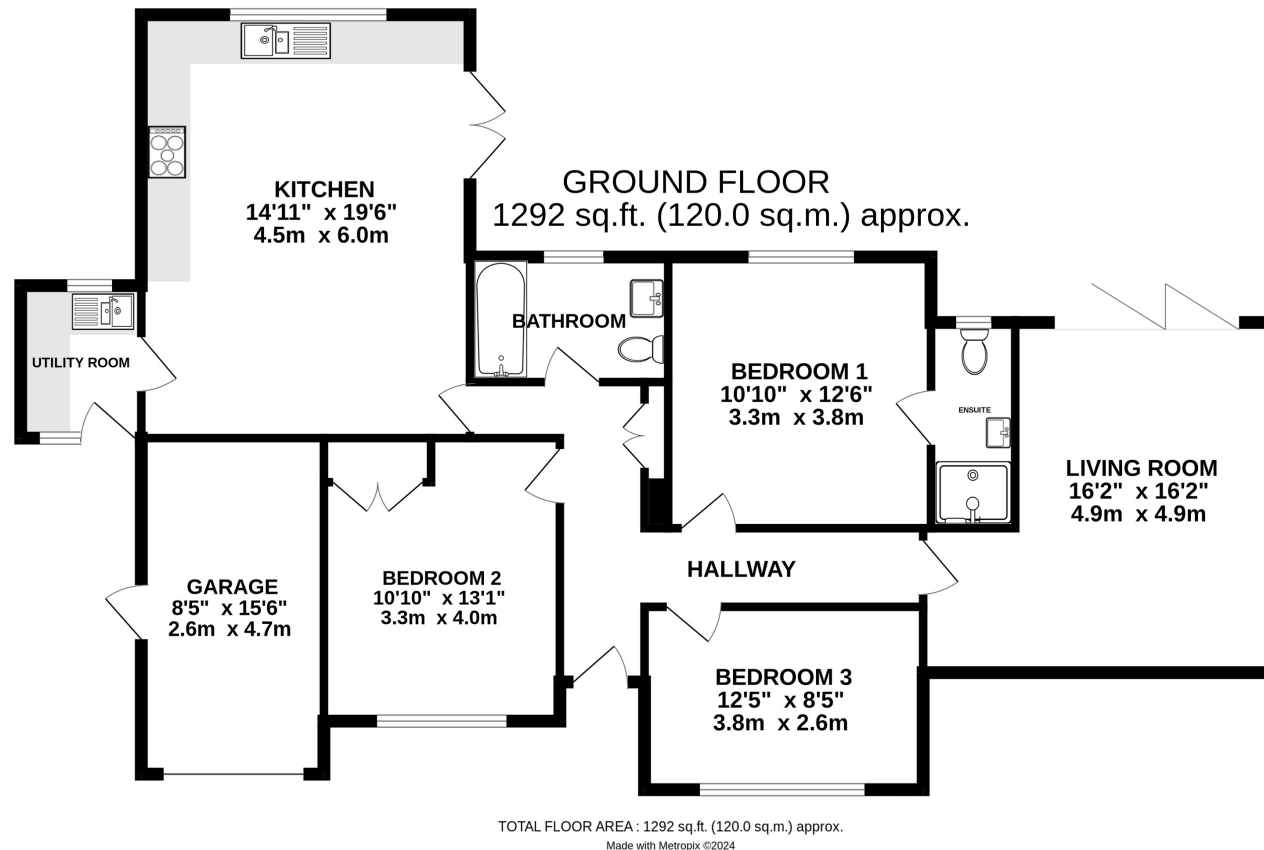 GROUND FLOOR
1292 sq.ft. (120.0 sq.m.) approx.
KITCHEN
14'11" x 19'6"
4.5m x 6.0m
UTILITY ROOM
BATHROOM
BEDROOM 1
10'10" x 12'6"
3.3m x 3.8m
ENSUITE
LIVING ROOM
16'2" x 16'2"
4.9m x 4.9m
GARAGE
8'5" x 15'6"
2.6m x 4.7m
BEDROOM 2
10'10" x 13'1"
3.3m x 4.0m
HALLWAY
BEDROOM 3
12'5" x 8'5"
3.8m x 2.6m
TOTAL FLOOR AREA : 1292 sq.ft. (120.0 sq.m.) approx.
Made with Metropix ©2024